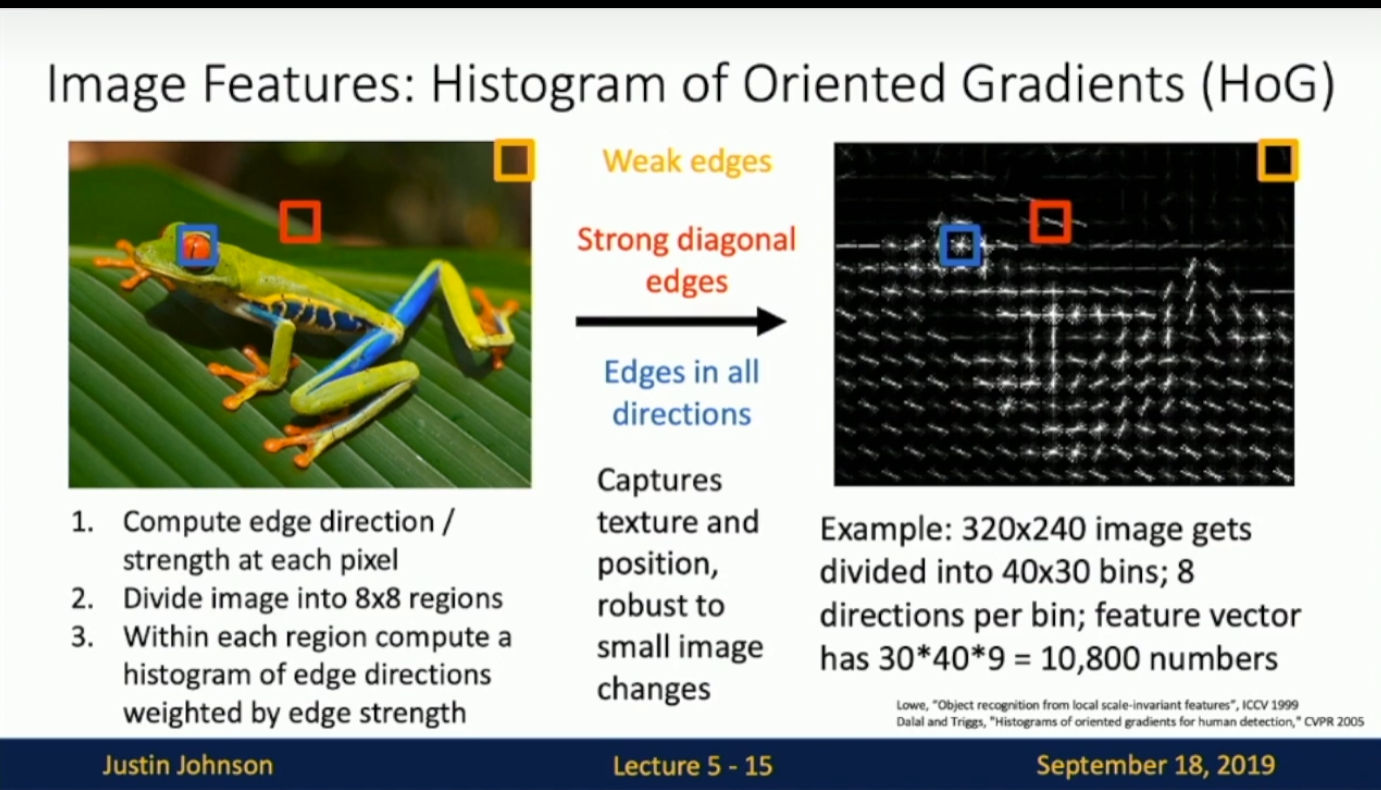 Image Features: Histogram of Oriented Gradients (HoG)
Weak edges
Strong diagonal
edges
Edges in all
directions
Captures
texture and
position,
robust to
small image
changes
1. Compute edge direction /
strength at each pixel
2. Divide image into 8x8 regions
3. Within each region compute a
histogram of edge directions
weighted by edge strength
Example: 320x240 image gets
divided into 40x30 bins; 8
directions per bin; feature vector
has 30*40*9 = 10,800 numbers
Lowe, "Object recognition from local scale-invariant features", ICCV 1999
Dalal and Triggs, "Histograms of oriented gradients for human detection," CVPR 2005
Justin Johnson
Lecture 5 - 15
September 18, 2019